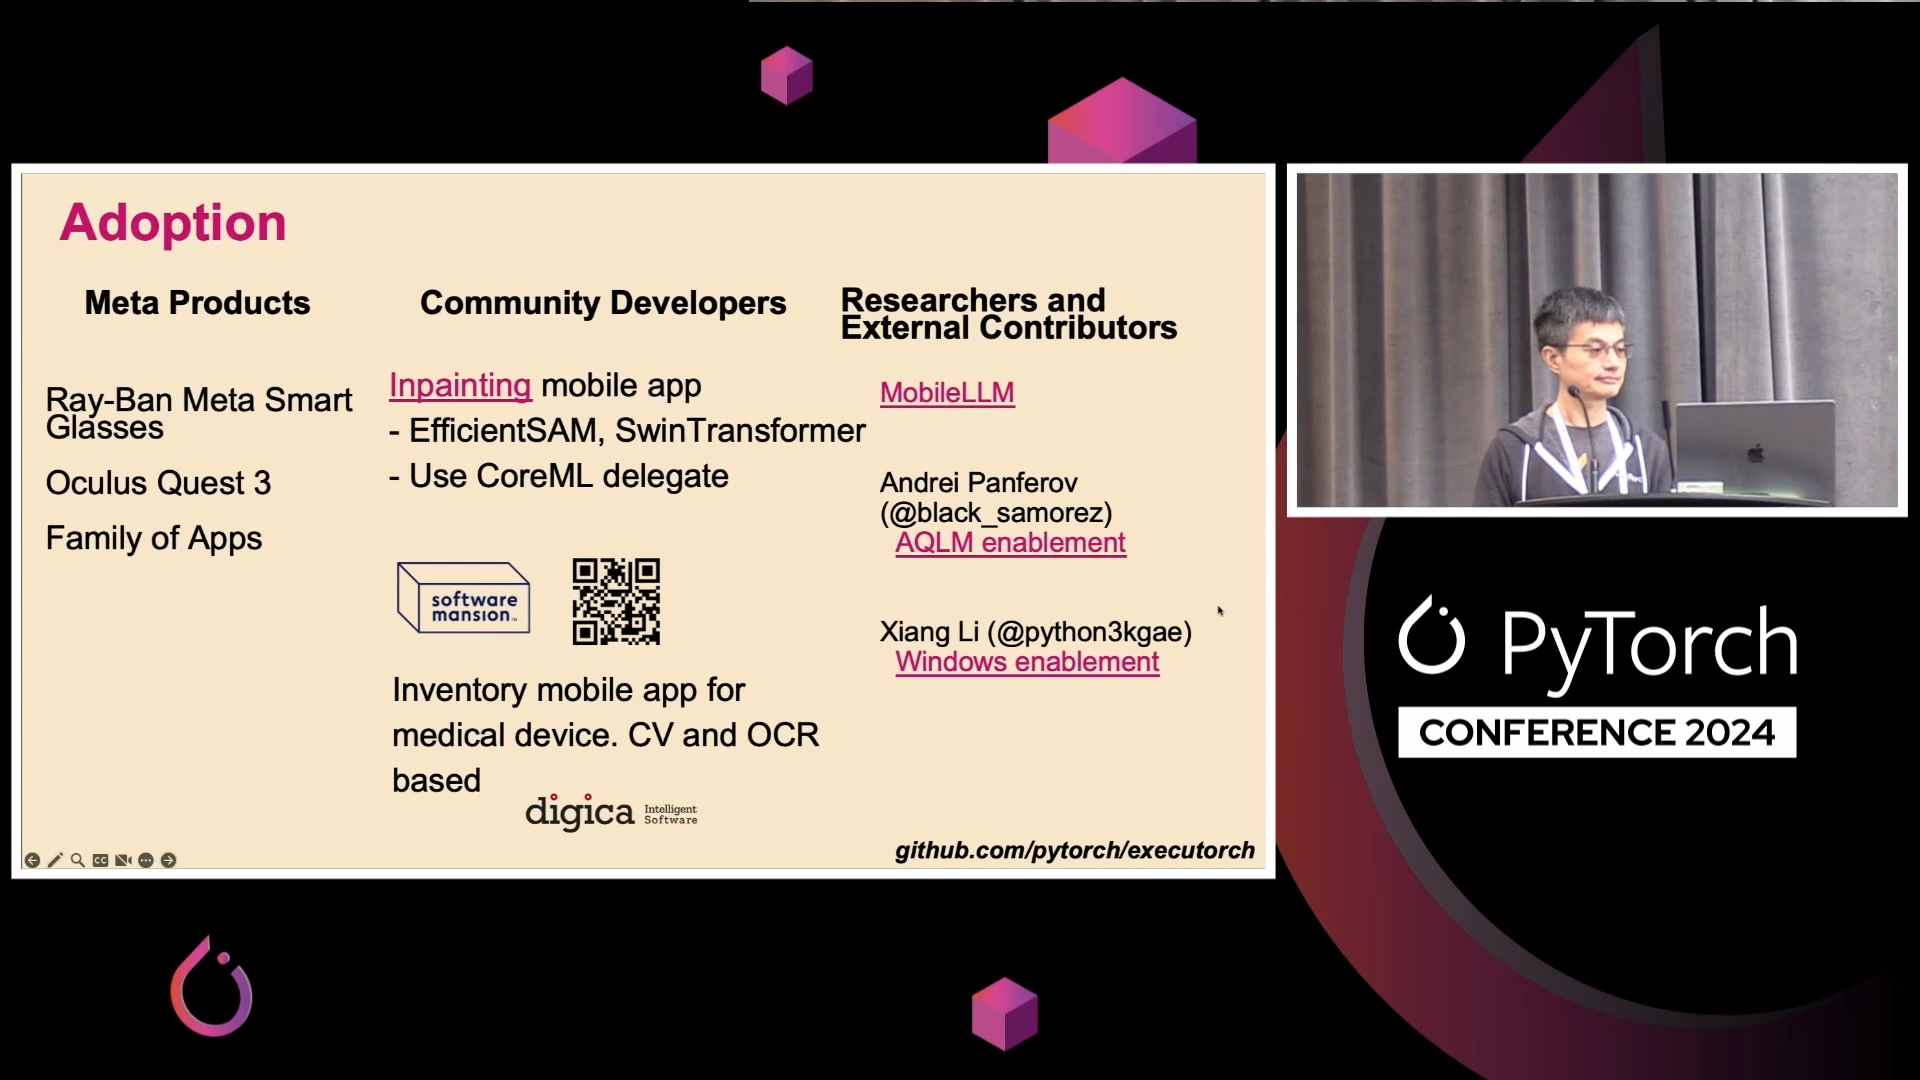 Adoption
Meta Products
Ray-Ban Meta Smart
Glasses
Oculus Quest 3
Family of Apps
Community Developers
Inpainting mobile app
- EfficientSAM, SwinTransformer
- Use CoreML delegate
software
mansion™
Inventory mobile app for
medical device. CV and OCR
based
digica Intelligent
Software
Researchers and
External Contributors
MobileLLM
Andrei Panferov
(@black_samorez)
AQLM enablement
Xiang Li (@python3kgae)
Windows enablement
github.com/pytorch/executorch
CC
PyTorch
CONFERENCE 2024